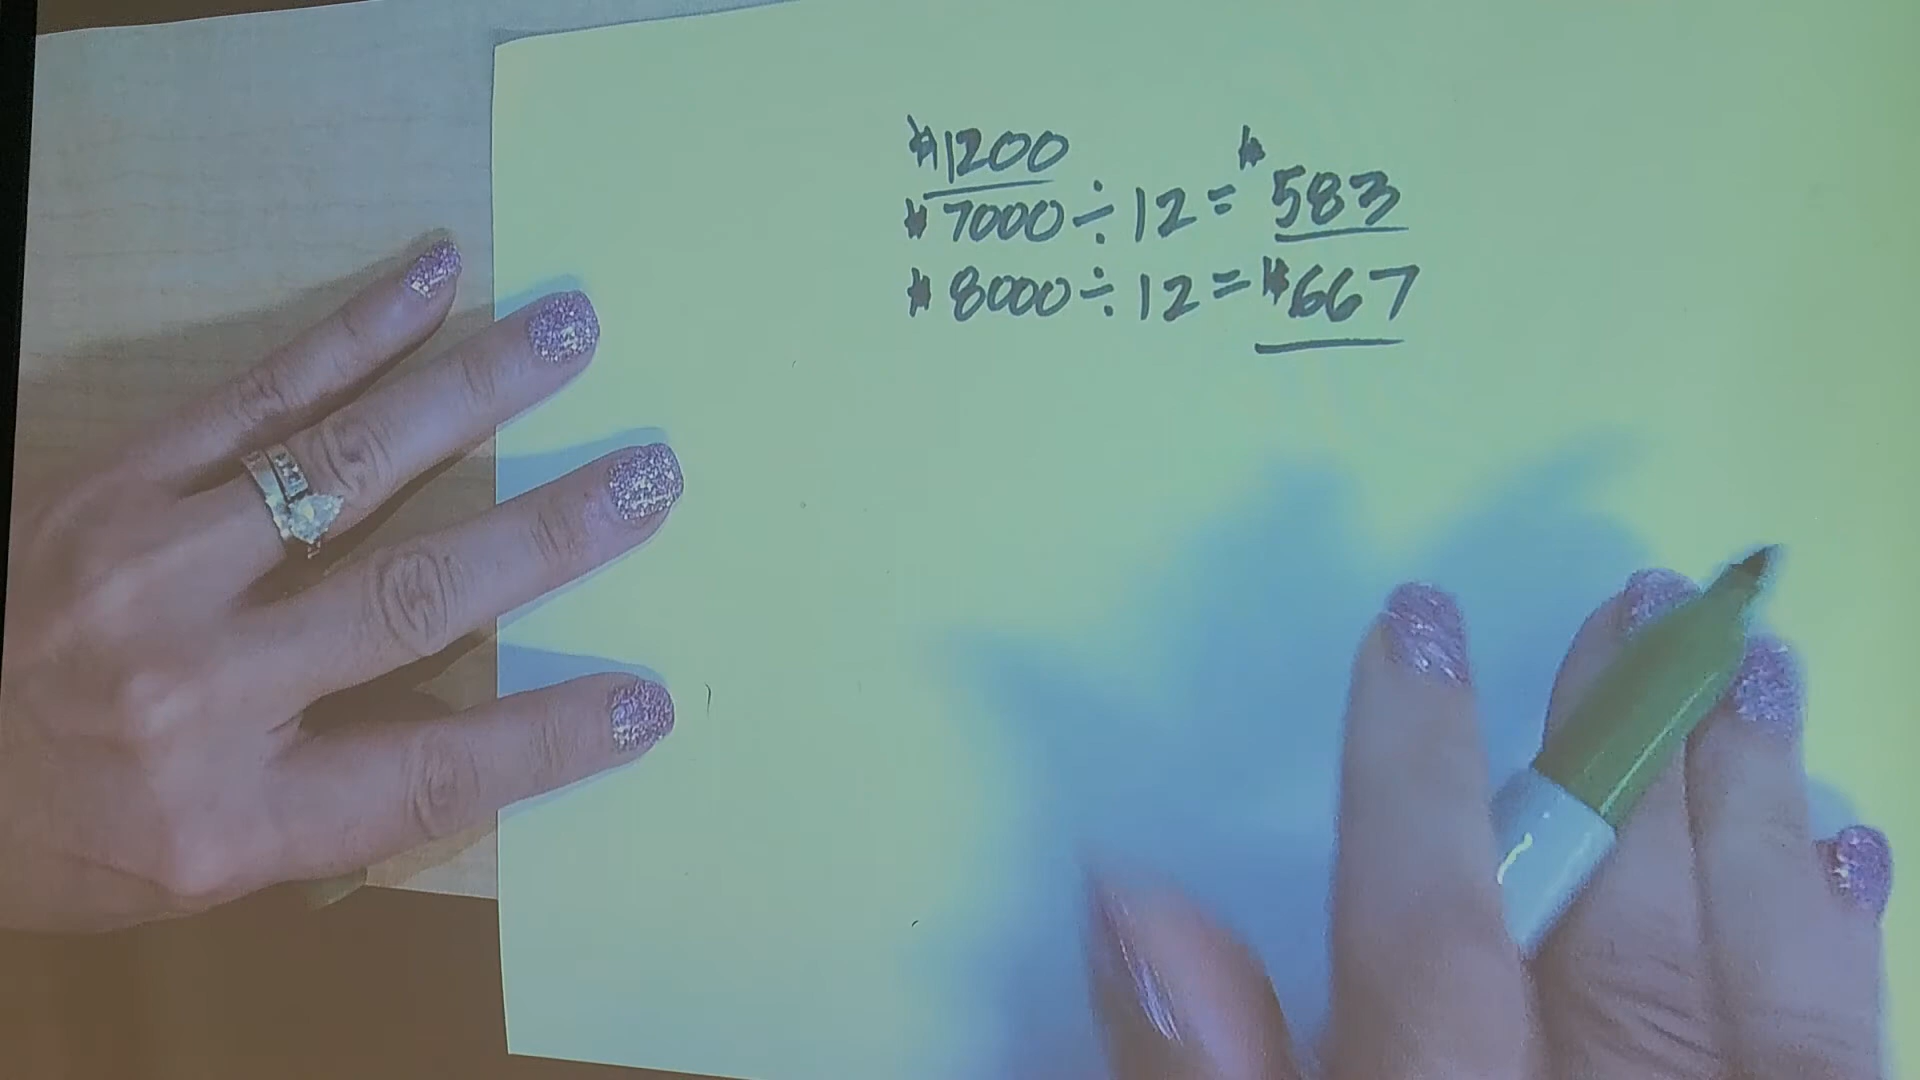 $1200
$7000 ÷ 12 = $583
$8000 ÷ 12 = $667